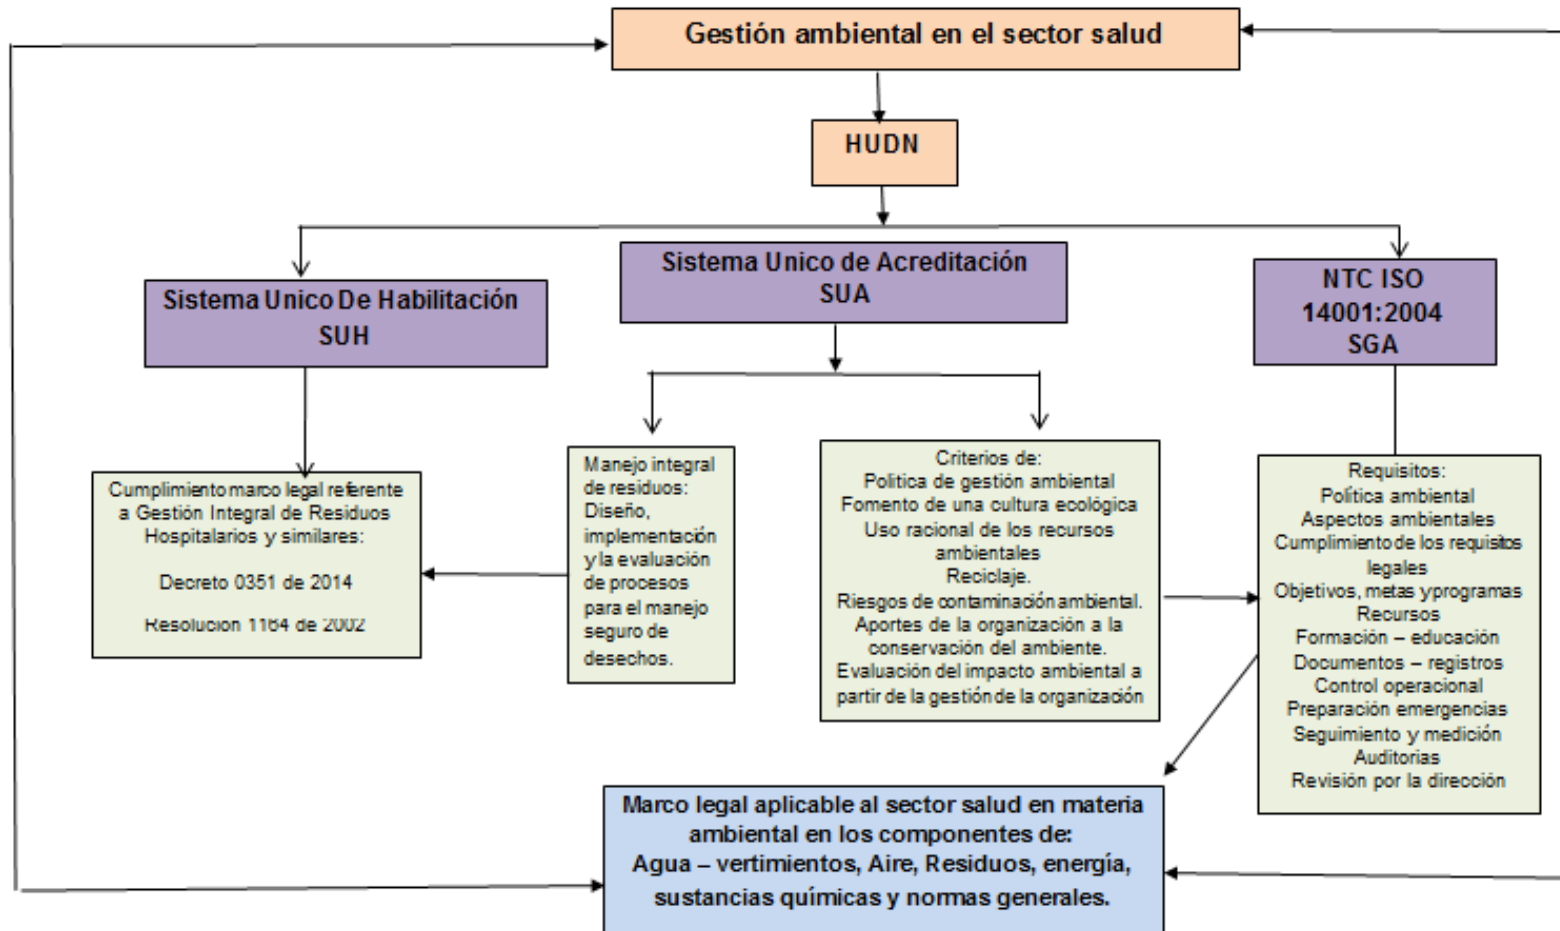 Gestión ambiental en el sector salud
HUDN
Sistema Unico De Habilitación
SUH
Sistema Unico de Acreditación
SUA
NTC ISO
14001:2004
SGA
Cumplimiento marco legal referente
a Gestión Integral de Residuos
Hospitalarios y similares:
Decreto 0351 de 2014
Resolucion 1164 de 2002
Manejo integral
de residuos:
Diseño,
implementación
y la evaluación
de procesos
para el manejo
seguro de
desechos.
Criterios de:
Politica de gestión ambiental
Fomento de una cultura ecológica
Uso racional de los recursos
ambientales
Reciclaje.
Riesgos de contaminación ambiental.
Aportes de la organización a la
conservación del ambiente.
Evaluación del impacto ambiental a
partir de la gestión de la organización
Requisitos:
Política ambiental
Aspectos ambientales
Cumplimiento de los requisitos
legales
Objetivos, metas yprogramas
Recursos
Formación – educación
Documentos – registros
Control operacional
Preparación emergencias
Seguimiento y medición
Auditorias
Revisión por la dirección
Marco legal aplicable al sector salud en materia
ambiental en los componentes de:
Agua – vertimientos, Aire, Residuos, energía,
sustancias químicas y normas generales.